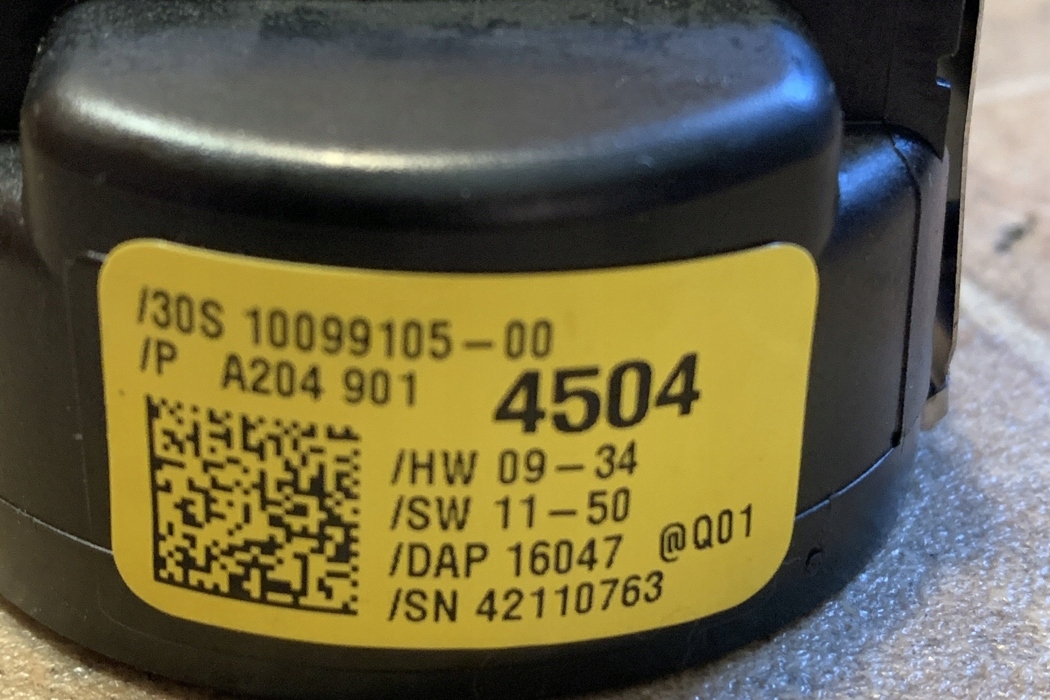 /30S 10099105-00
/P A204 901 4504
/HW 09-34
/SW 11-50
/DAP 16047 @Q01
/SN 42110763